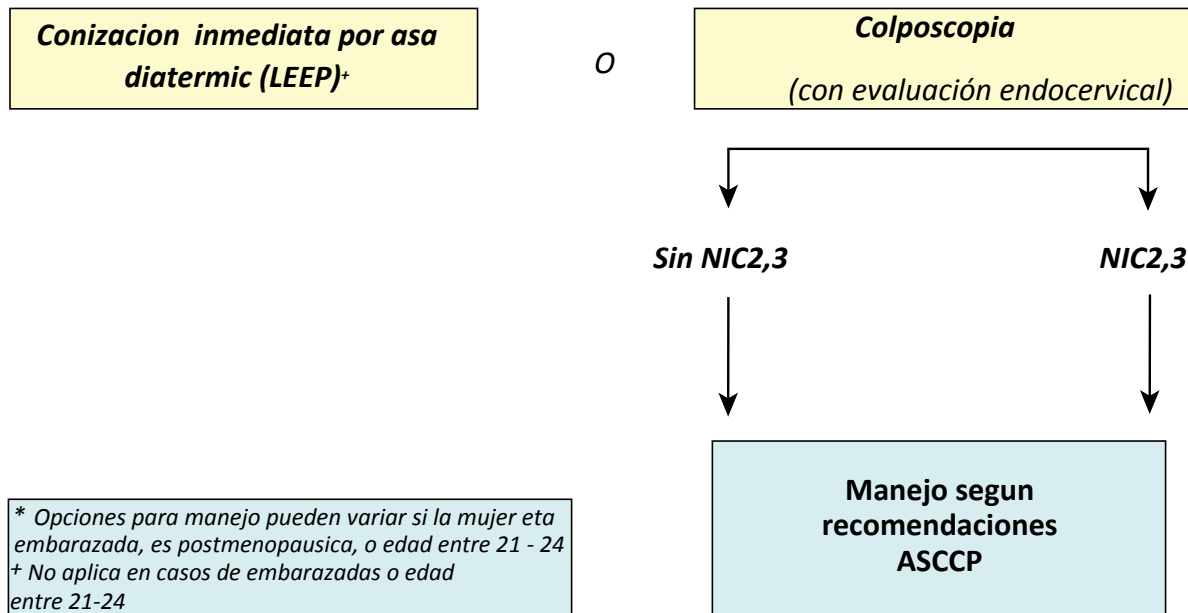 Conizacion inmediata por asa
diatermic (LEEP)+
O
Colposcopia
(con evaluación endocervical)
Sin NIC2,3
NIC2,3
Manejo segun
recomendaciones
ASCCP
* Opciones para manejo pueden variar si la mujer eta
embarazada, es postmenopausica, o edad entre 21 - 24
+ No aplica en casos de embarazadas o edad
entre 21-24